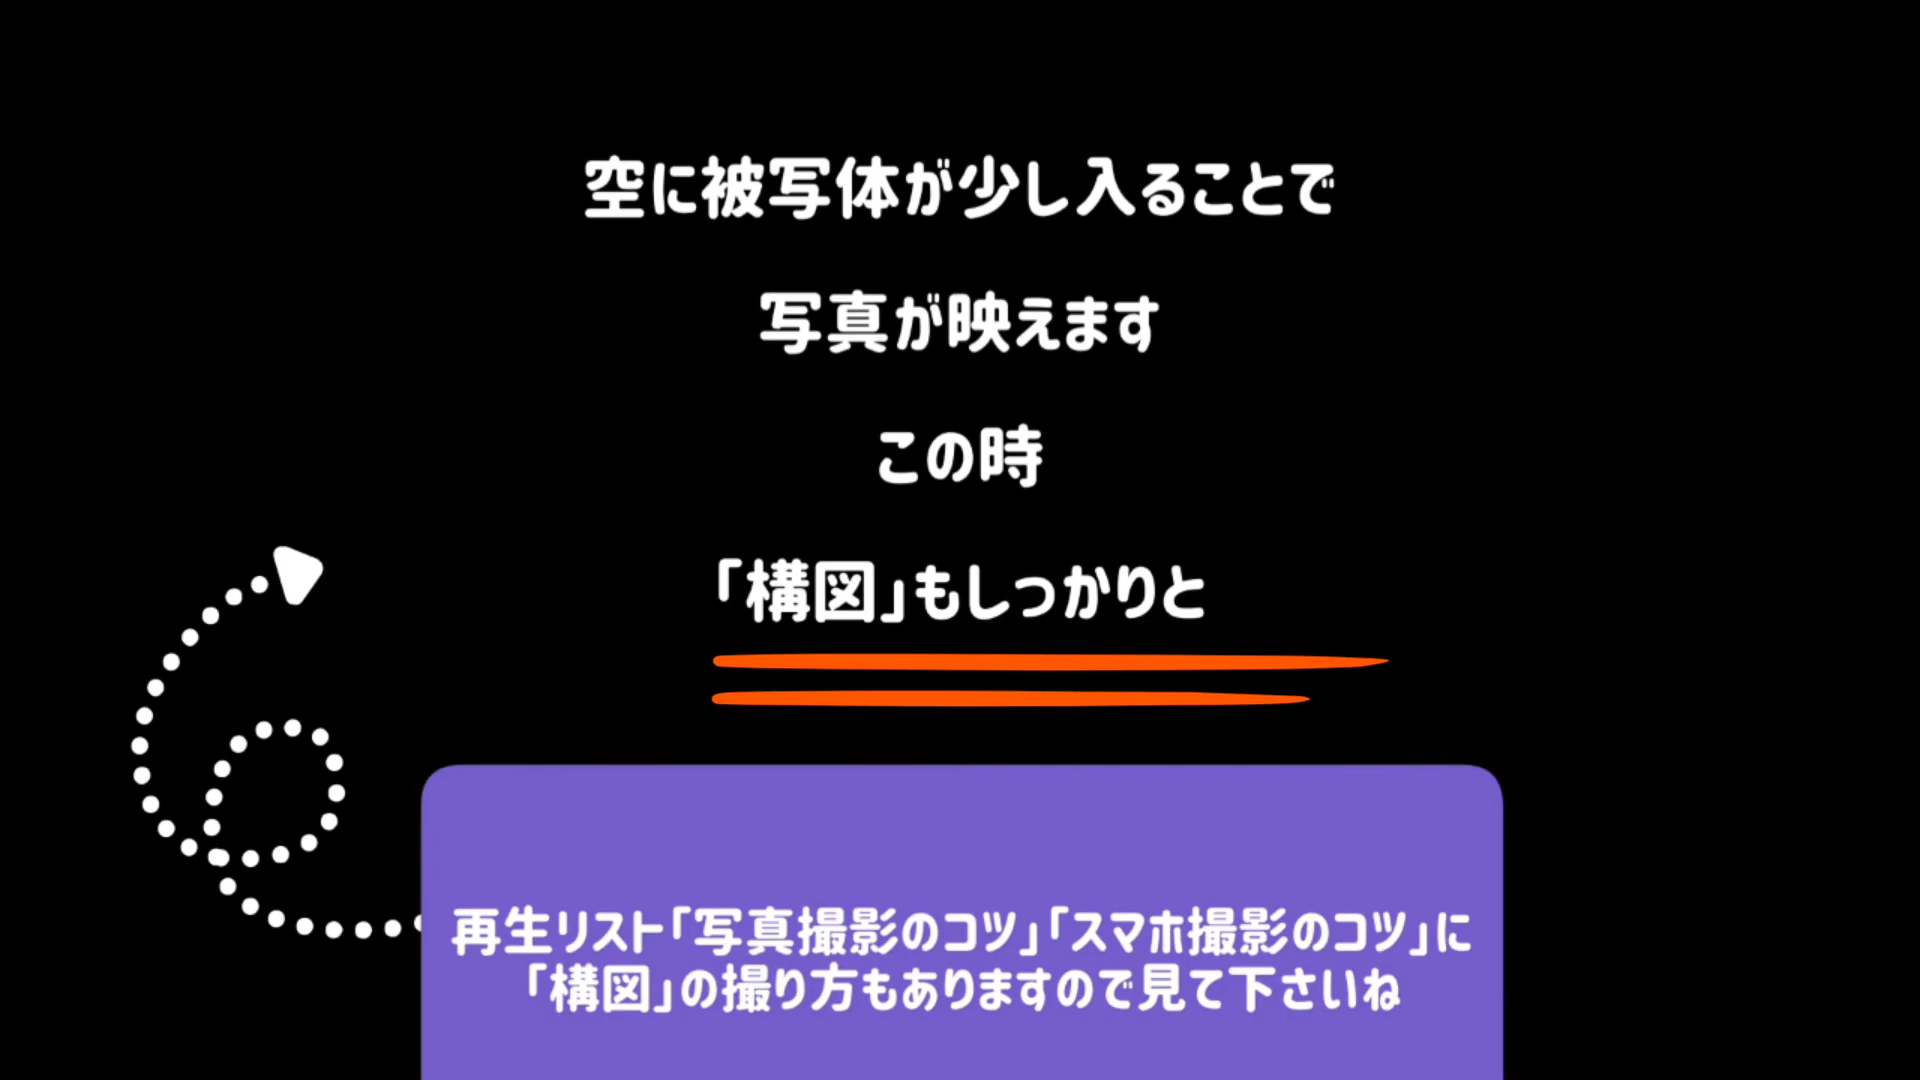 空に被写体が少し入ることで
写真が映えます
この時
「構図」もしっかりと
再生リスト「写真撮影のコツ」「スマホ撮影のコツ」に
「構図」の撮り方もありますので見て下さいね